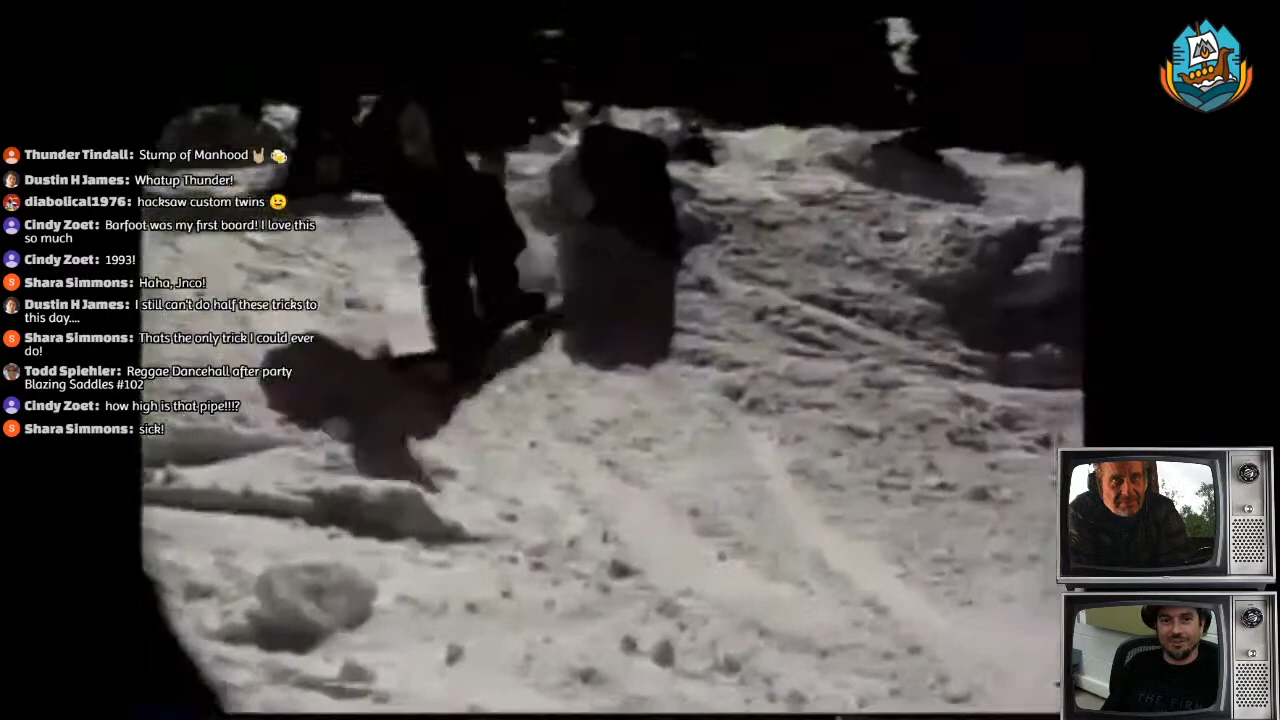 Thunder Tindall: Stump of Manhood 🤘🏼 🍻
Dustin H James: Whatup Thunder!
diabolical1976: hacksaw custom twins 😉
Cindy Zoet: Barfoot was my first board! I love this
so much
Cindy Zoet: 1993!
S
Shara Simmons: Haha, Jnco!
Dustin H James: I still can't do half these tricks to
this day....
S
Shara Simmons: Thats the only trick I could ever
do!
Todd Spiehler: Reggae Dancehall after party
Blazing Saddles #102
Cindy Zoet: how high is that pipe!!!?
S
Shara Simmons: sick!
THE FIRM